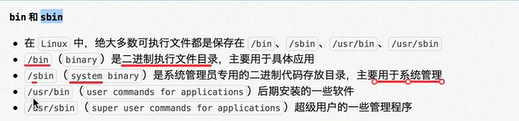 bin 和 sbin
在 Linux 中，绝大多数可执行文件都是保存在 /bin 、 /sbin 、 /usr/bin 、 /usr/sbin
/bin （ binary ）是二进制执行文件目录，主要用于具体应用
/sbin （ system binary ）是系统管理员专用的二进制代码存放目录，主要用于系统管理
/usr/bin （ user commands for applications ）后期安装的一些软件
/usr/sbin （ super user commands for applications ）超级用户的一些管理程序